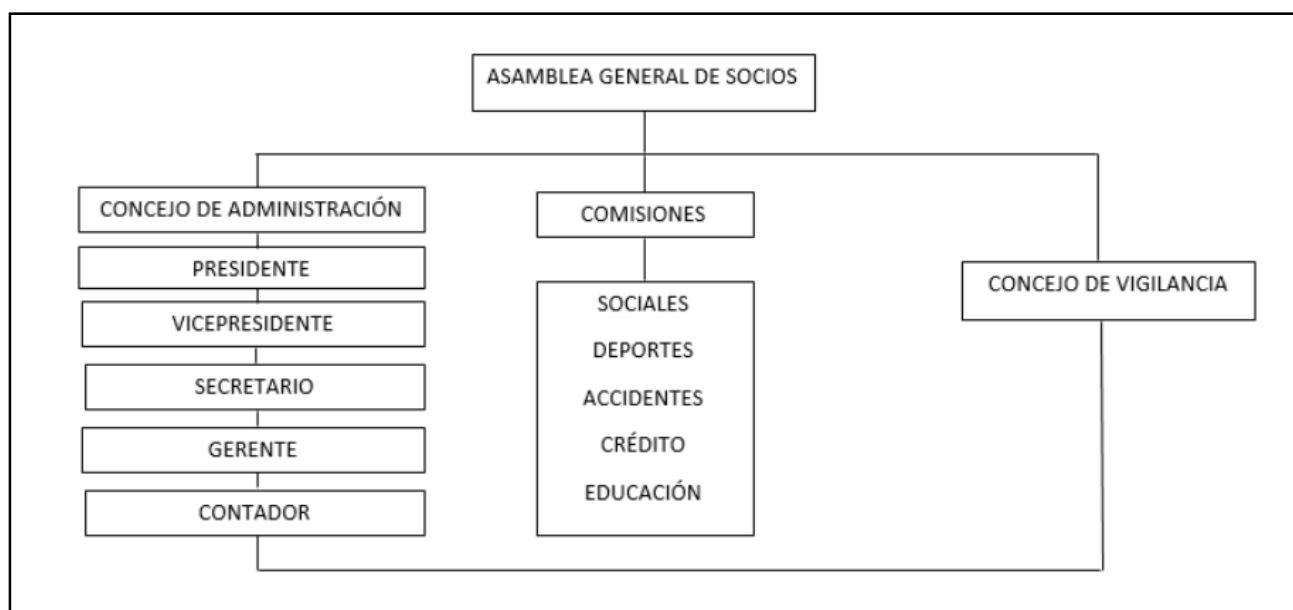 ASAMBLEA GENERAL DE SOCIOS
CONCEJO DE ADMINISTRACIÓN
PRESIDENTE
VICEPRESIDENTE
SECRETARIO
GERENTE
CONTADOR
COMISIONES
SOCIALES
DEPORTES
ACCIDENTES
CRÉDITO
EDUCACIÓN
CONCEJO DE VIGILANCIA